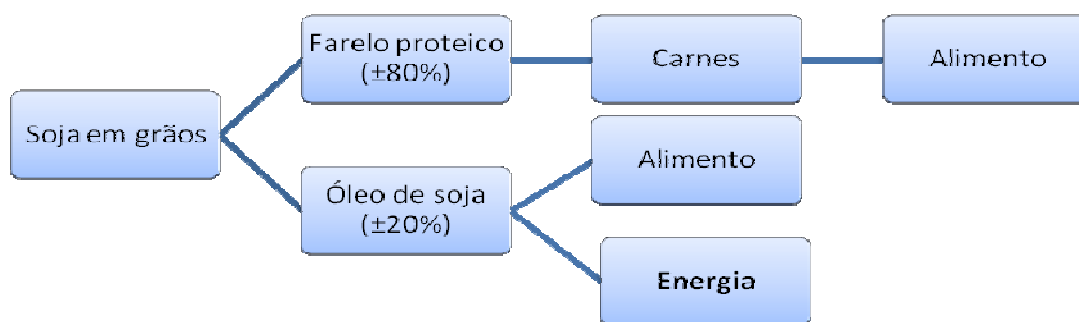 Farelo proteico
(±80%)
Carnes
Alimento
Soja em grãos
Alimento
Óleo de soja
(±20%)
Energia